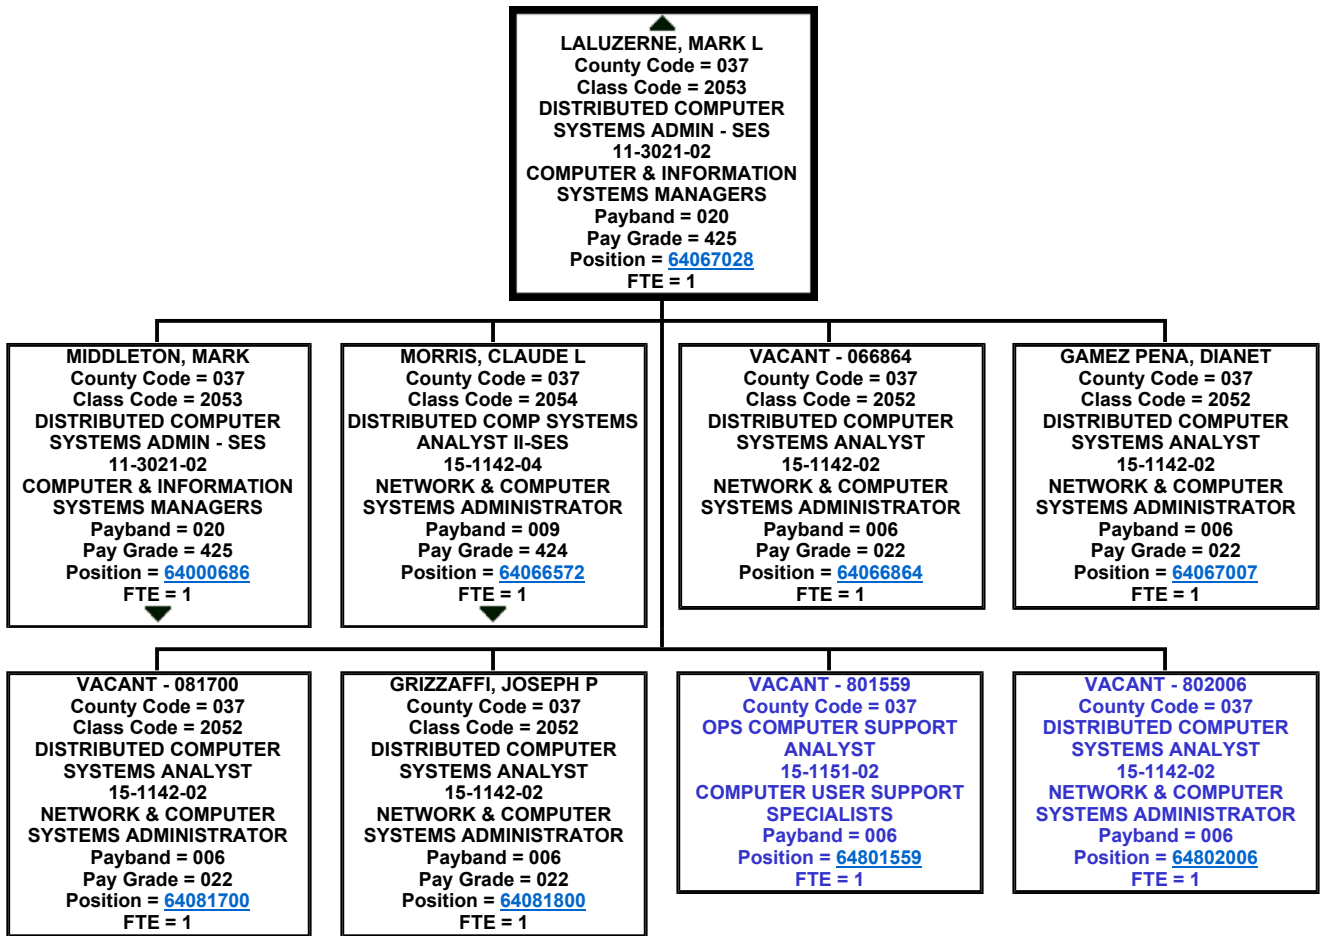 LALUZERNE, MARK L
County Code = 037
Class Code = 2053
DISTRIBUTED COMPUTER
SYSTEMS ADMIN - SES
11-3021-02
COMPUTER & INFORMATION
SYSTEMS MANAGERS
Payband = 020
Pay Grade = 425
Position = 64067028
FTE = 1
MIDDLETON, MARK
County Code = 037
Class Code = 2053
DISTRIBUTED COMPUTER
SYSTEMS ADMIN - SES
11-3021-02
COMPUTER & INFORMATION
SYSTEMS MANAGERS
Payband = 020
Pay Grade = 425
Position = 64000686
FTE = 1
MORRIS, CLAUDE L
County Code = 037
Class Code = 2054
DISTRIBUTED COMP SYSTEMS
ANALYST II-SES
15-1142-04
NETWORK & COMPUTER
SYSTEMS ADMINISTRATOR
Payband = 009
Pay Grade = 424
Position = 64066572
FTE = 1
VACANT - 066864
County Code = 037
Class Code = 2052
DISTRIBUTED COMPUTER
SYSTEMS ANALYST
15-1142-02
NETWORK & COMPUTER
SYSTEMS ADMINISTRATOR
Payband = 006
Pay Grade = 022
Position = 64066864
FTE = 1
GAMEZ PENA, DIANET
County Code = 037
Class Code = 2052
DISTRIBUTED COMPUTER
SYSTEMS ANALYST
15-1142-02
NETWORK & COMPUTER
SYSTEMS ADMINISTRATOR
Payband = 006
Pay Grade = 022
Position = 64067007
FTE = 1
VACANT - 081700
County Code = 037
Class Code = 2052
DISTRIBUTED COMPUTER
SYSTEMS ANALYST
15-1142-02
NETWORK & COMPUTER
SYSTEMS ADMINISTRATOR
Payband = 006
Pay Grade = 022
Position = 64081700
FTE = 1
GRIZZAFFI, JOSEPH P
County Code = 037
Class Code = 2052
DISTRIBUTED COMPUTER
SYSTEMS ANALYST
15-1142-02
NETWORK & COMPUTER
SYSTEMS ADMINISTRATOR
Payband = 006
Pay Grade = 022
Position = 64081800
FTE = 1
VACANT - 801559
County Code = 037
OPS COMPUTER SUPPORT
ANALYST
15-1151-02
COMPUTER USER SUPPORT
SPECIALISTS
Payband = 006
Position = 64801559
FTE = 1
VACANT - 802006
County Code = 037
DISTRIBUTED COMPUTER
SYSTEMS ANALYST
15-1142-02
NETWORK & COMPUTER
SYSTEMS ADMINISTRATOR
Payband = 006
Position = 64802006
FTE = 1